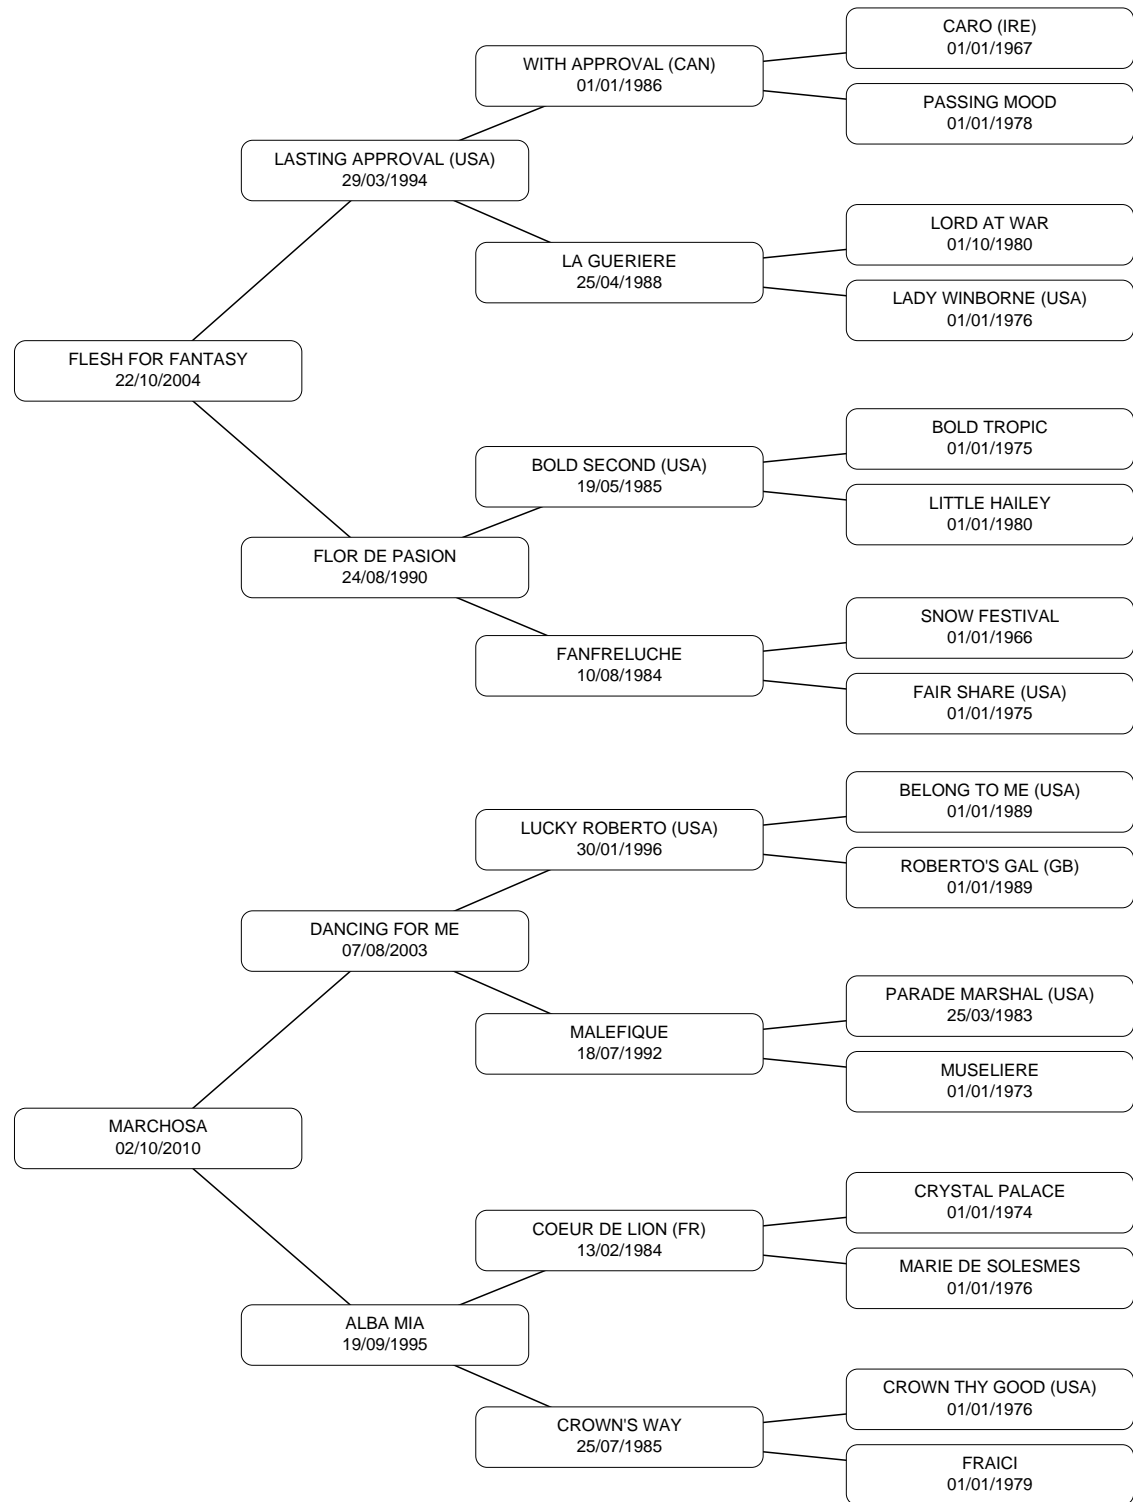 CARO (IRE)
01/01/1967
WITH APPROVAL (CAN)
01/01/1986
PASSING MOOD
01/01/1978
LASTING APPROVAL (USA)
29/03/1994
LORD AT WAR
01/10/1980
LA GUERIERE
25/04/1988
LADY WINBORNE (USA)
01/01/1976
FLESH FOR FANTASY
22/10/2004
BOLD TROPIC
01/01/1975
BOLD SECOND (USA)
19/05/1985
LITTLE HAILEY
01/01/1980
FLOR DE PASION
24/08/1990
SNOW FESTIVAL
01/01/1966
FANFRELUCHE
10/08/1984
FAIR SHARE (USA)
01/01/1975
BELONG TO ME (USA)
01/01/1989
LUCKY ROBERTO (USA)
30/01/1996
ROBERTO'S GAL (GB)
01/01/1989
DANCING FOR ME
07/08/2003
PARADE MARSHAL (USA)
25/03/1983
MALEFIQUE
18/07/1992
MUSELIERE
01/01/1973
MARCHOSA
02/10/2010
CRYSTAL PALACE
01/01/1974
COEUR DE LION (FR)
13/02/1984
MARIE DE SOLESMES
01/01/1976
ALBA MIA
19/09/1995
CROWN THY GOOD (USA)
01/01/1976
CROWN'S WAY
25/07/1985
FRAICI
01/01/1979